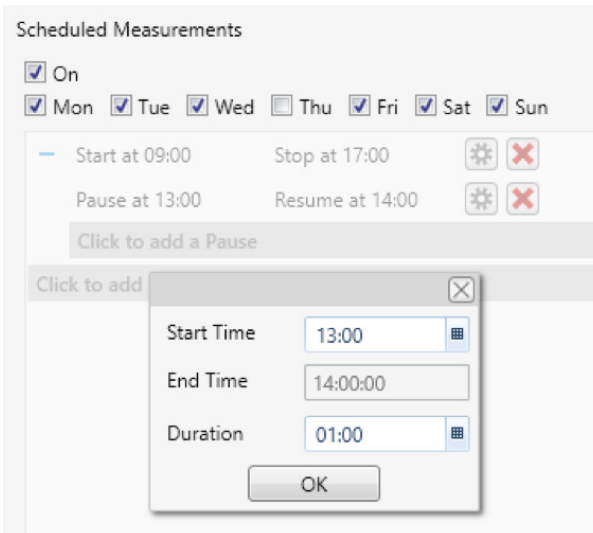 Scheduled Measurements
On
Mon Tue Wed Thu Fri Sat Sun
Start at 09:00 Stop at 17:00
Pause at 13:00 Resume at 14:00
Click to add a Pause
Click to add
Start Time 13:00
End Time 14:00:00
Duration 01:00
OK